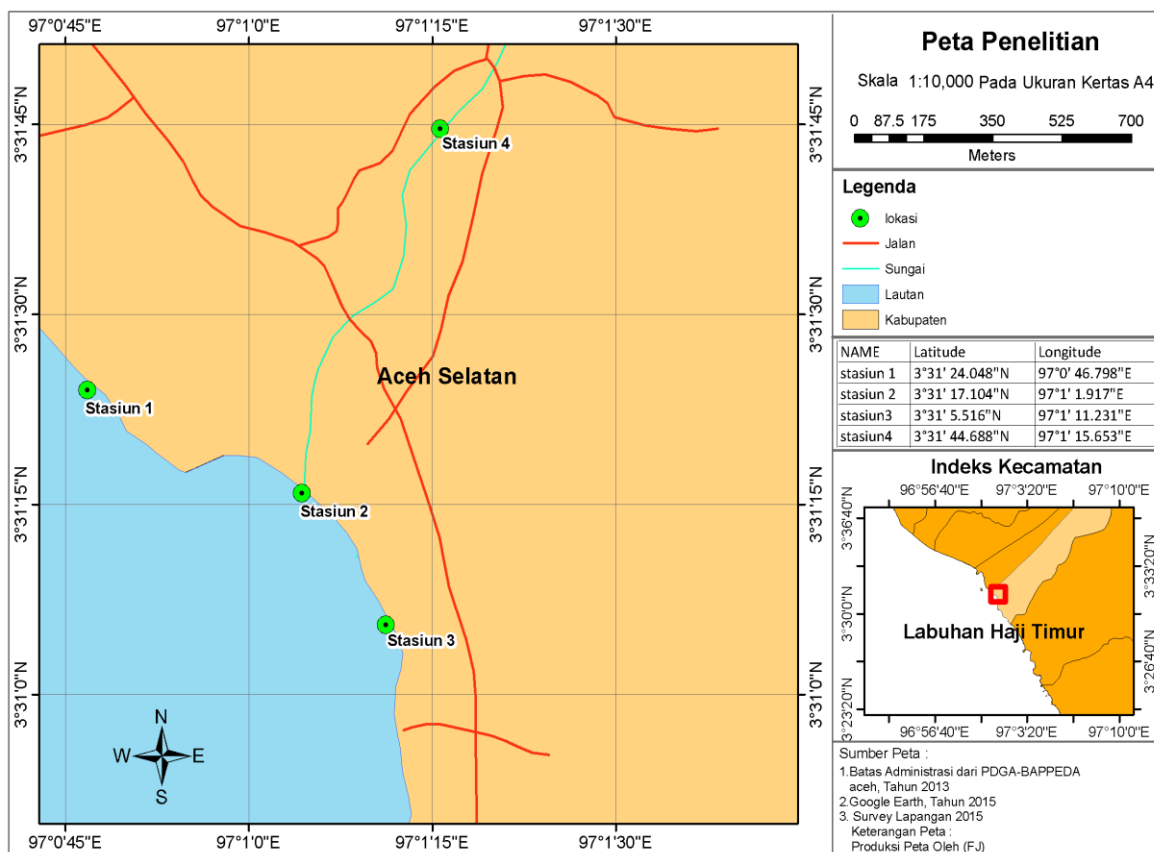 97°0'45"E 97°1'0"E 97°1'15"E 97°1'30"E
3°31'45"N 3°31'45"N
3°31'30"N 3°31'30"N
3°31'15"N 3°31'15"N
3°31'0"N 3°31'0"N
Stasiun 4
Aceh Selatan
Stasiun 1
Stasiun 2
Stasiun 3
N
W E
S
97°0'45"E 97°1'0"E 97°1'15"E 97°1'30"E
Peta Penelitian
Skala 1:10,000 Pada Ukuran Kertas A4
0 87.5 175 350 525 700
Meters
Legenda
lokasi
Jalan
Sungai
Lautan
Kabupaten
NAME Latitude Longitude
stasiun 1 3°31' 24.048"N 97°0' 46.798"E
stasiun 2 3°31' 17.104"N 97°1' 1.917"E
stasiun3 3°31' 5.516"N 97°1' 11.231"E
stasiun4 3°31' 44.688"N 97°1' 15.653"E
Indeks Kecamatan
96°56'40"E 97°3'20"E 97°10'0"E
3°36'40"N
3°33'20"N
3°30'0"N
Labuhan Haji Timur
3°26'40"N
3°23'20"N
96°56'40"E 97°3'20"E 97°10'0"E
Sumber Peta :
1.Batas Administrasi dari PDGA-BAPPEDA
aceh, Tahun 2013
2.Google Earth, Tahun 2015
3. Survey Lapangan 2015
Keterangan Peta :
Produksi Peta Oleh (FJ)